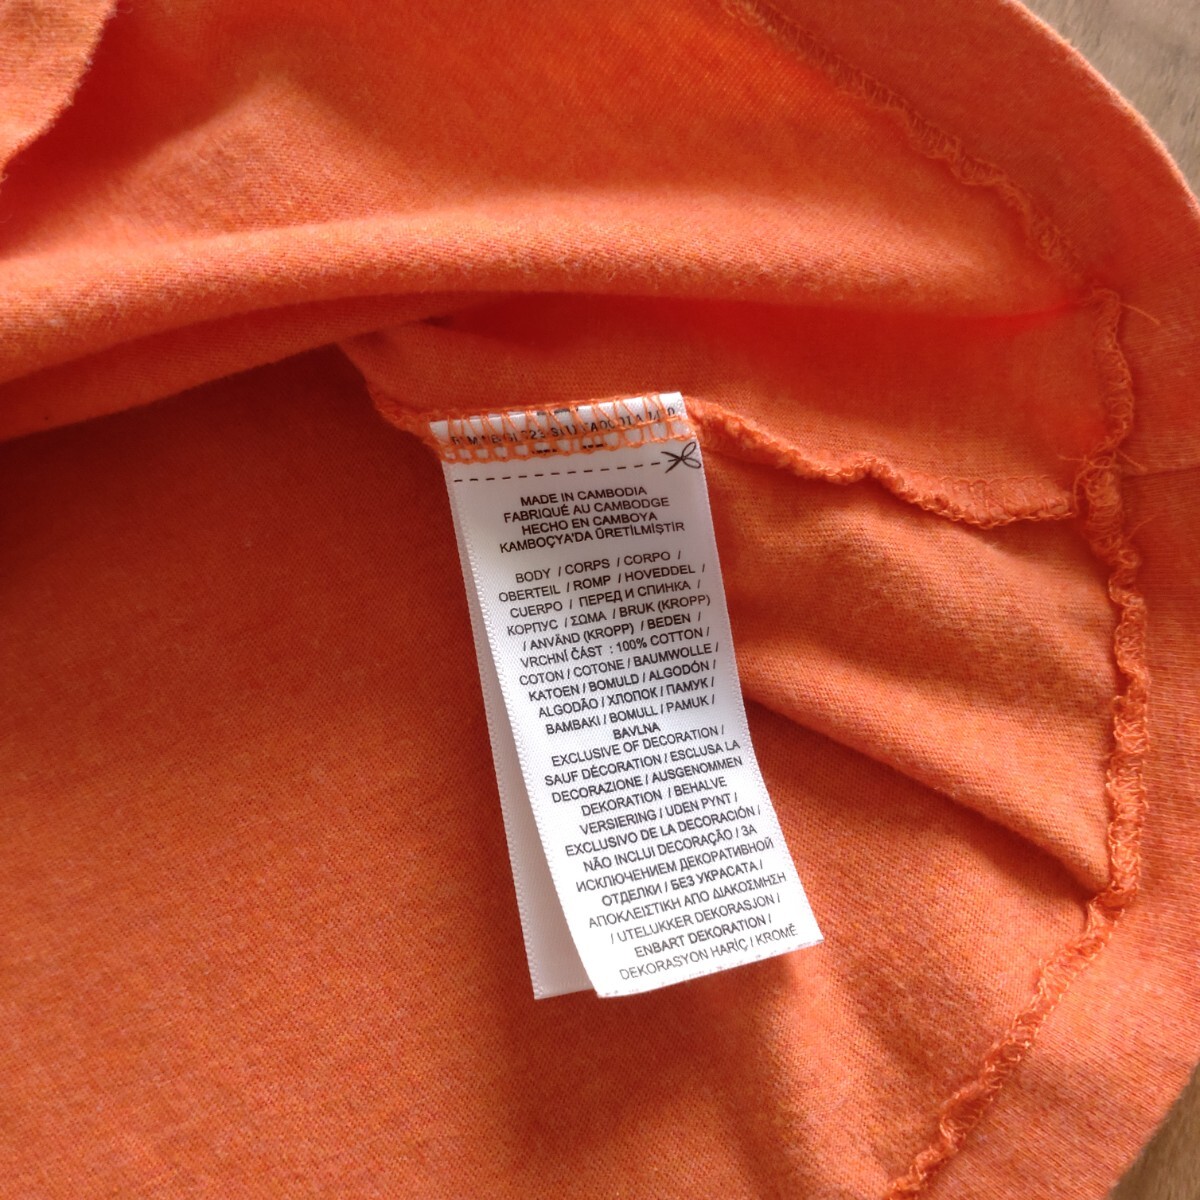 MADE IN CAMBODIA
FABRIQUÉ AU CAMBODGE
HECHO EN CAMBOYA
KAMBOÇYA'DA ÜRETİLMİŞTİR
BODY / CORPS / CORPO /
OBERTEIL / ROMP / HOVEDDEL /
CUERPO / ПЕРЕД И СПИНКА /
КОРПУС / ΣΩΜΑ / BRUK (KROPP)
/ ANVÄND (KROPP) / BEDEN /
VRCHNÍ ČÁST : 100% COTTON /
COTON / COTONE / BAUMWOLLE /
KATOEN / BOMULD / ALGODÓN /
ALGODÃO / ХЛОПОК / ПАМУК /
ΒΑΜΒΑΚΙ / BOMULL / PAMUK /
BAVLNA
EXCLUSIVE OF DECORATION /
SAUF DÉCORATION / ESCLUSA LA
DECORAZIONE / AUSGENOMMEN
DEKORATION / BEHALVE
VERSIERING / UDEN PYNT /
EXCLUSIVO DE LA DECORACIÓN /
NÃO INCLUI DECORAÇÃO / ЗА
ИСКЛЮЧЕНИЕМ ДЕКОРАТИВНОЙ
ОТДЕЛКИ / БЕЗ УКРАСАТА /
ΑΠΟΚΛΕΙΣΤΙΚΗ ΑΠΟ ΔΙΑΚΟΣΜΗΣΗ
/ UTELUKKER DEKORASJON /
ENBART DEKORATION /
DEKORASYON HARİÇ / KROMĚ